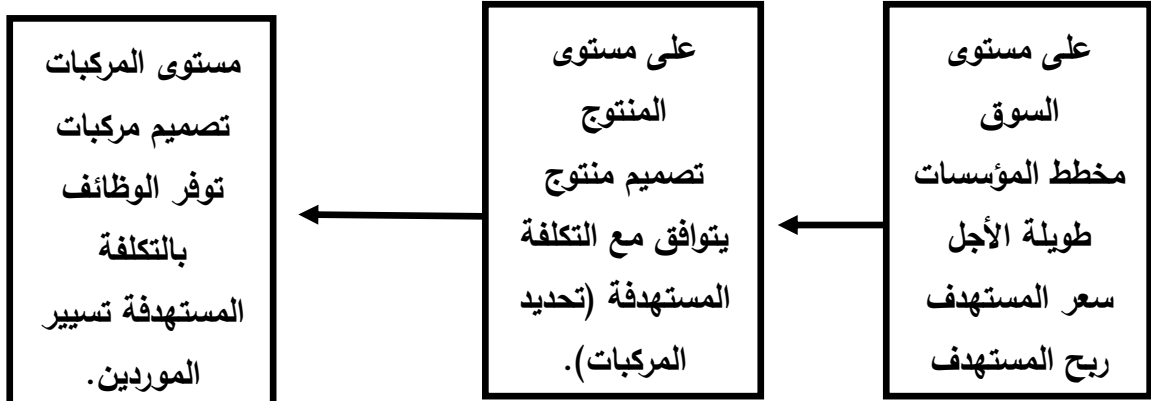 على مستوى
السوق
مخطط المؤسسات
طويلة الأجل
سعر المستهدف
ربح المستهدف
على مستوى
المنتوج
تصميم منتوج
يتوافق مع التكلفة
المستهدفة (تحديد
المركبات).
مستوى المركبات
تصميم مركبات
توفر الوظائف
بالتكلفة
المستهدفة تسيير
الموردين.